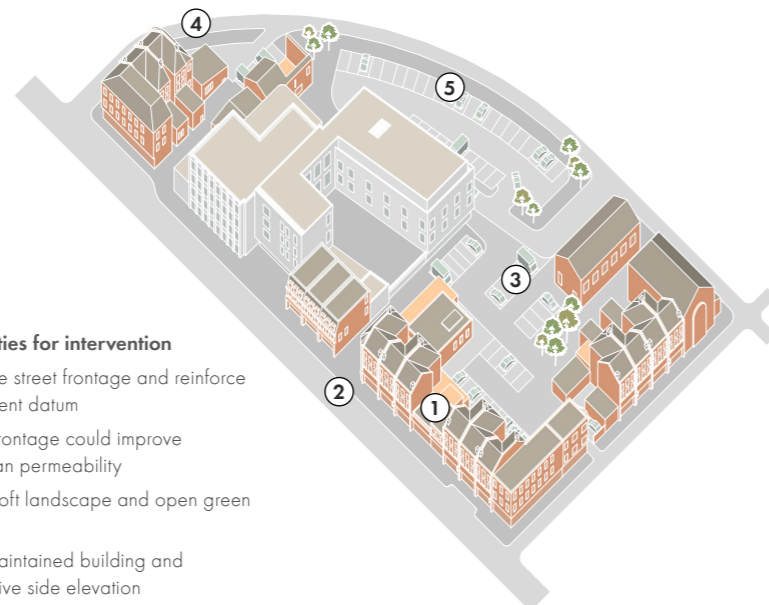 4
5
3
2
1
ties for intervention
e street frontage and reinforce
ent datum
rontage could improve
an permeability
oft landscape and open green
aintained building and
ive side elevation